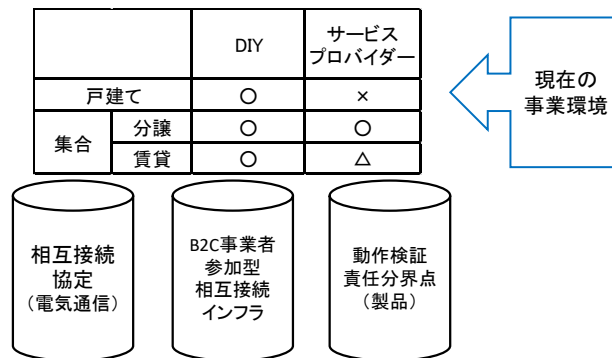 DIY
サービス
プロバイダー
戸建て
○
×
集合
分譲
○
○
賃貸
○
△
現在の
事業環境
相互接続
協定
（電気通信）
B2C事業者
参加型
相互接続
インフラ
動作検証
責任分界点
（製品）